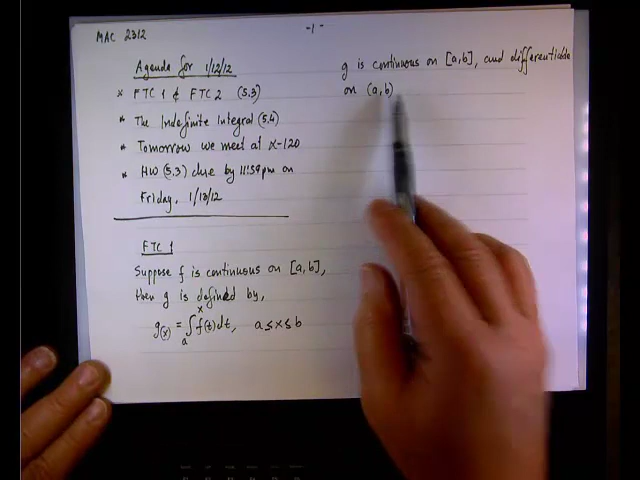 MAC 2312
-1-
Agenda for 1/12/12
* FTC 1 & FTC 2 (5.3)
* The Indefinite Integral (5.4)
* Tomorrow we meet at X-120
* HW (5.3) due by 11:59pm on
Friday, 1/13/12
FTC 1
Suppose f is continuous on [a,b],
then g is defined by,
g(x) = ∫ₐˣ f(t)dt, a ≤ x ≤ b
g is continuous on [a,b], and differentiable
on (a,b)